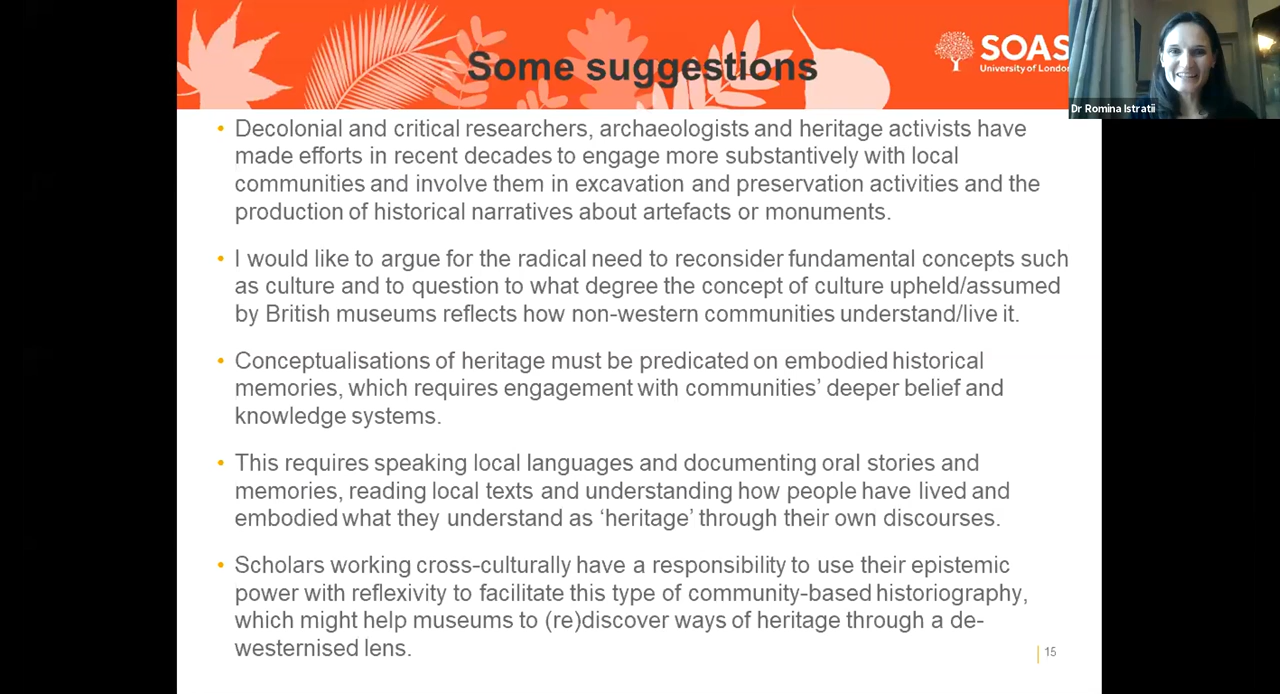 Some suggestions
SOAS
University of London
Dr Romina Istratii
• Decolonial and critical researchers, archaeologists and heritage activists have
made efforts in recent decades to engage more substantively with local
communities and involve them in excavation and preservation activities and the
production of historical narratives about artefacts or monuments.
• I would like to argue for the radical need to reconsider fundamental concepts such
as culture and to question to what degree the concept of culture upheld/assumed
by British museums reflects how non-western communities understand/live it.
• Conceptualisations of heritage must be predicated on embodied historical
memories, which requires engagement with communities’ deeper belief and
knowledge systems.
• This requires speaking local languages and documenting oral stories and
memories, reading local texts and understanding how people have lived and
embodied what they understand as ‘heritage’ through their own discourses.
• Scholars working cross-culturally have a responsibility to use their epistemic
power with reflexivity to facilitate this type of community-based historiography,
which might help museums to (re)discover ways of heritage through a de-
westernised lens.
15